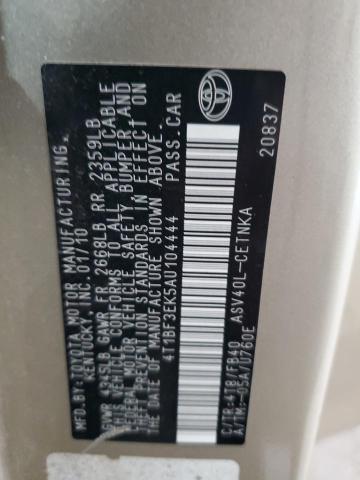 MFD. BY: TOYOTA MOTOR MANUFACTURING,
KENTUCKY, INC. 01/10
GVWR 4345LB GAWR FR 2668LB RR 2359LB
THIS VEHICLE CONFORMS TO ALL APPLICABLE
FEDERAL MOTOR VEHICLE SAFETY, BUMPER AND
THEFT PREVENTION STANDARDS IN EFFECT ON
THE DATE OF MANUFACTURE SHOWN ABOVE.
4T1BF3EK5AU104444 PASS.CAR
ASV40L-CETNKA
C/TR:4T8/FB40
A/TM:-05A/U760E
20837